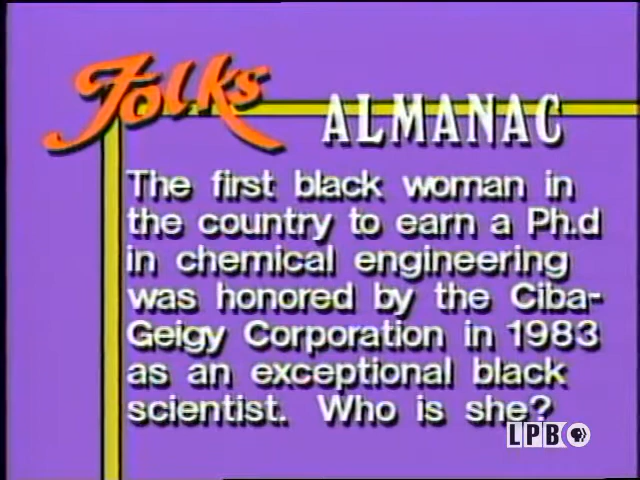 Folks
ALMANAC
The first black woman in
the country to earn a Ph.d
in chemical engineering
was honored by the Ciba-
Geigy Corporation in 1983
as an exceptional black
scientist. Who is she?
LPB